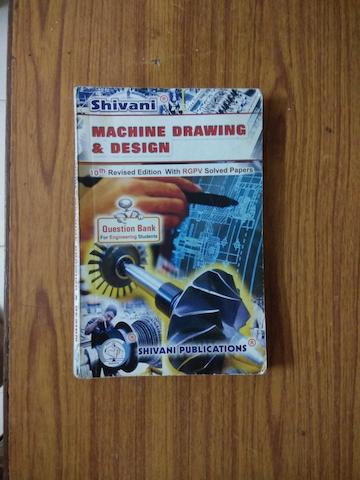 Shivani®
MACHINE DRAWING
& DESIGN
10th Revised Edition With RGPV Solved Papers
Question Bank
For Engineering Students
® SHIVANI PUBLICATIONS ®